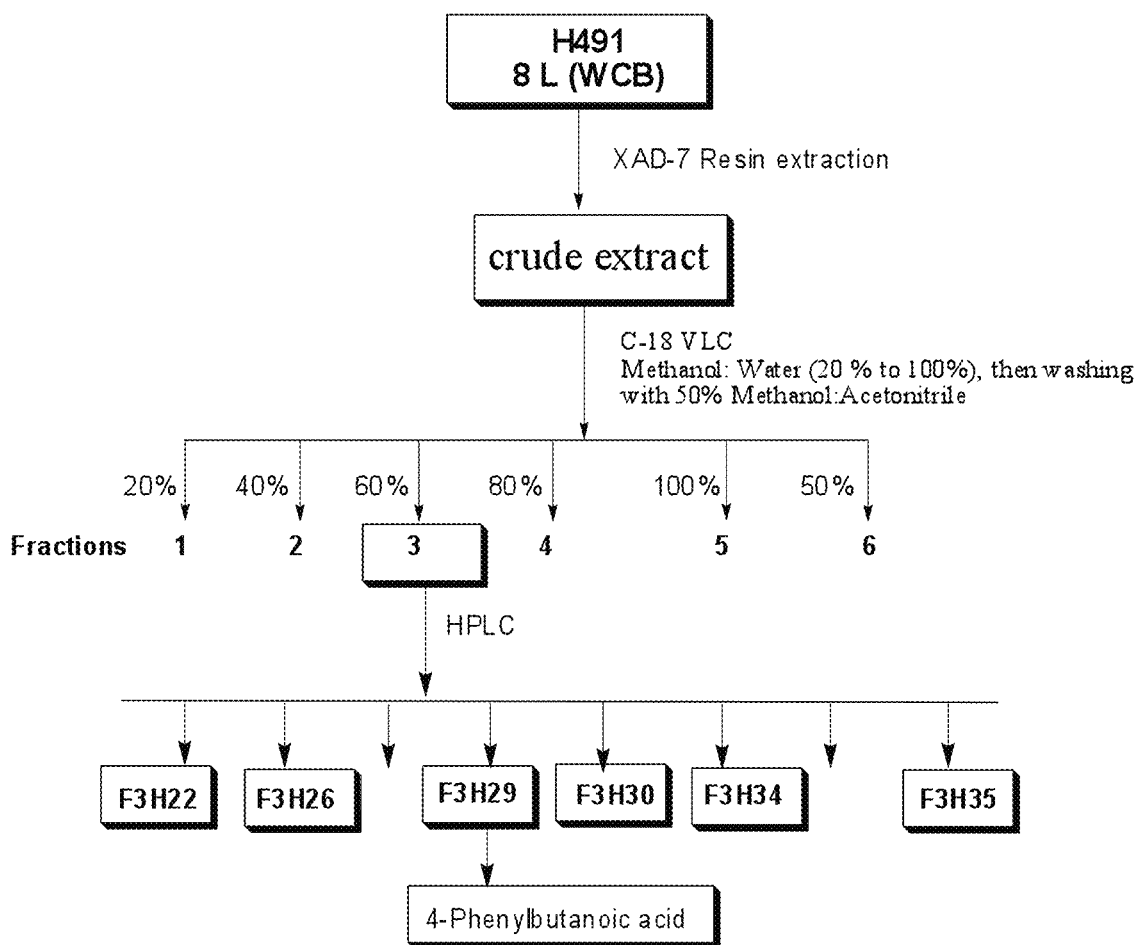 H491
8 L (WCB)
XAD-7 Resin extraction
crude extract
C-18 VLC
Methanol: Water (20 % to 100%), then washing
with 50% Methanol:Acetonitrile
20% 40% 60% 80% 100% 50%
Fractions 1 2 3 4 5 6
HPLC
F3H22 F3H26 F3H29 F3H30 F3H34 F3H35
4-Phenylbutanoic acid